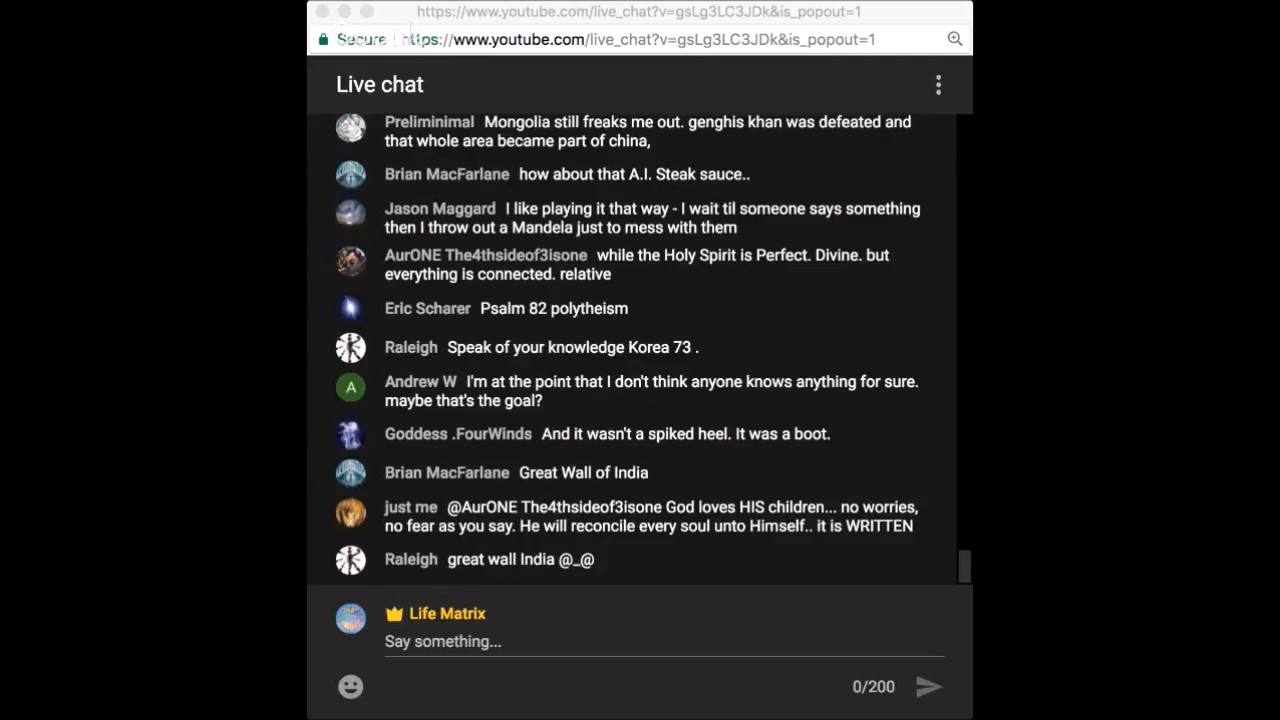 https://www.youtube.com/live_chat?v=gsLg3LC3JDk&is_popout=1
Secure https://www.youtube.com/live_chat?v=gsLg3LC3JDk&is_popout=1
Live chat
Preliminimal Mongolia still freaks me out. genghis khan was defeated and
that whole area became part of china,
Brian MacFarlane how about that A.I. Steak sauce..
Jason Maggard I like playing it that way - I wait til someone says something
then I throw out a Mandela just to mess with them
AurONE The4thsideof3isone while the Holy Spirit is Perfect. Divine. but
everything is connected. relative
Eric Scharer Psalm 82 polytheism
Raleigh Speak of your knowledge Korea 73 .
A
Andrew W I'm at the point that I don't think anyone knows anything for sure.
maybe that's the goal?
Goddess .FourWinds And it wasn't a spiked heel. It was a boot.
Brian MacFarlane Great Wall of India
just me @AurONE The4thsideof3isone God loves HIS children... no worries,
no fear as you say. He will reconcile every soul unto Himself.. it is WRITTEN
Raleigh great wall India @_@
Life Matrix
Say something...
0/200